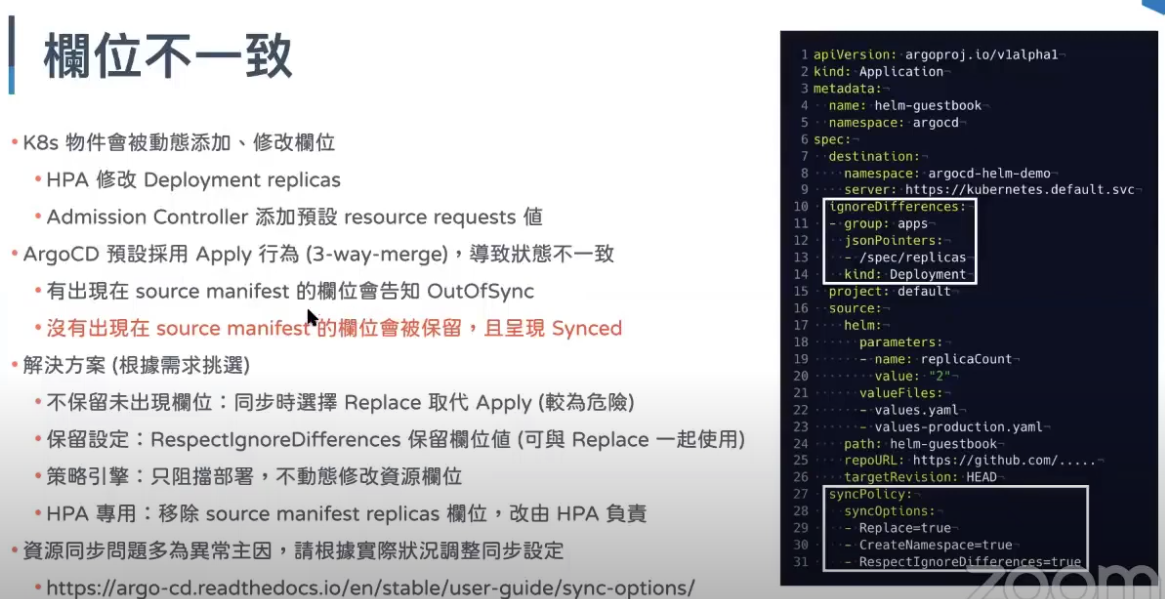 欄位不一致
•K8s 物件會被動態添加、修改欄位
•HPA 修改 Deployment replicas
•Admission Controller 添加預設 resource requests 值
•ArgoCD 預設採用 Apply 行為 (3-way-merge)，導致狀態不一致
•有出現在 source manifest 的欄位會告知 OutOfSync
•沒有出現在 source manifest 的欄位會被保留，且呈現 Synced
•解決方案 (根據需求挑選)
•不保留未出現欄位：同步時選擇 Replace 取代 Apply (較為危險)
•保留設定：RespectIgnoreDifferences 保留欄位值 (可與 Replace 一起使用)
•策略引擎：只阻擋部署，不動態修改資源欄位
•HPA 專用：移除 source manifest replicas 欄位，改由 HPA 負責
•資源同步問題多為異常主因，請根據實際狀況調整同步設定
•https://argo-cd.readthedocs.io/en/stable/user-guide/sync-options/
1 apiVersion: argoproj.io/v1alpha1
2 kind: Application
3 metadata:
4   name: helm-guestbook
5   namespace: argocd
6 spec:
7   destination:
8     namespace: argocd-helm-demo
9     server: https://kubernetes.default.svc
10   ignoreDifferences:
11   - group: apps
12     jsonPointers:
13     - /spec/replicas
14     kind: Deployment
15   project: default
16   source:
17     helm:
18       parameters:
19       - name: replicaCount
20         value: "2"
21       valueFiles:
22       - values.yaml
23       - values-production.yaml
24     path: helm-guestbook
25     repoURL: https://github.com/.....
26     targetRevision: HEAD
27   syncPolicy:
28     syncOptions:
29     - Replace=true
30     - CreateNamespace=true
31     - RespectIgnoreDifferences=true
zoom